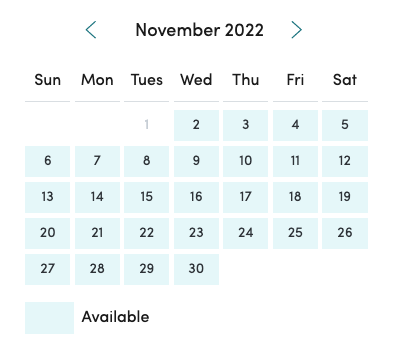 November 2022
Sun Mon Tues Wed Thu Fri Sat
1 2 3 4 5
6 7 8 9 10 11 12
13 14 15 16 17 18 19
20 21 22 23 24 25 26
27 28 29 30
Available